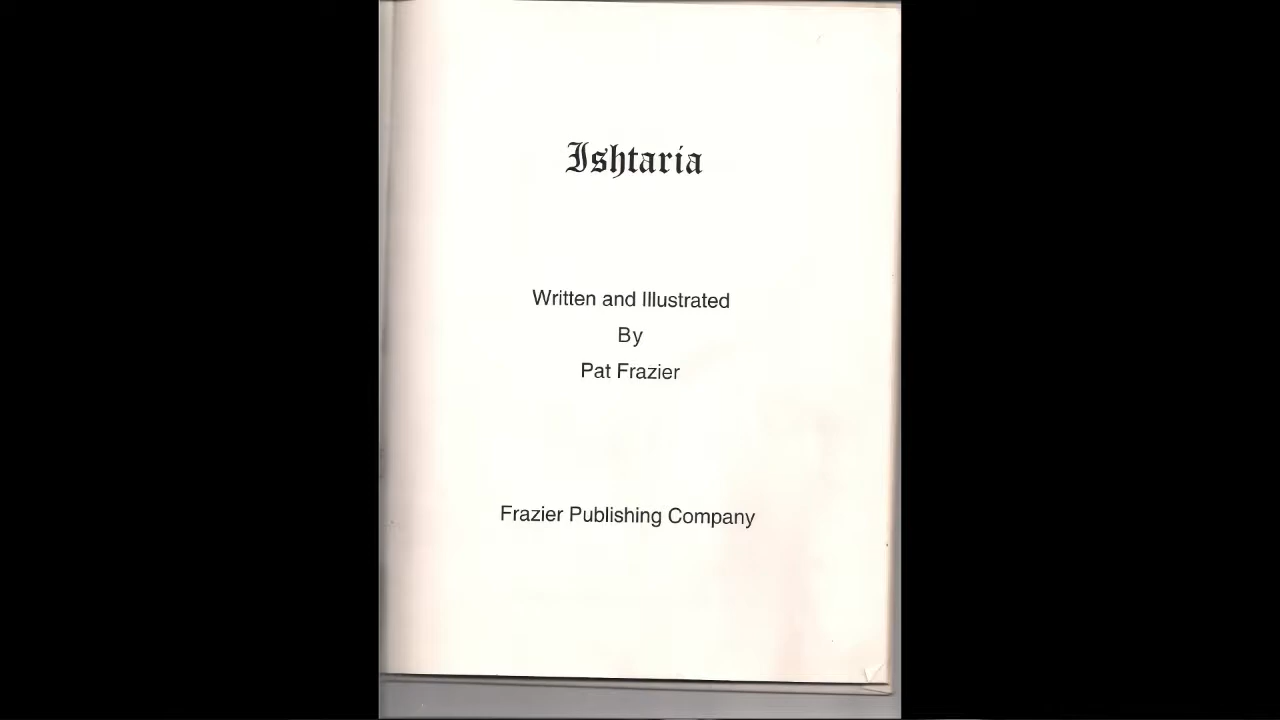 Ishtaria
Written and Illustrated
By
Pat Frazier
Frazier Publishing Company